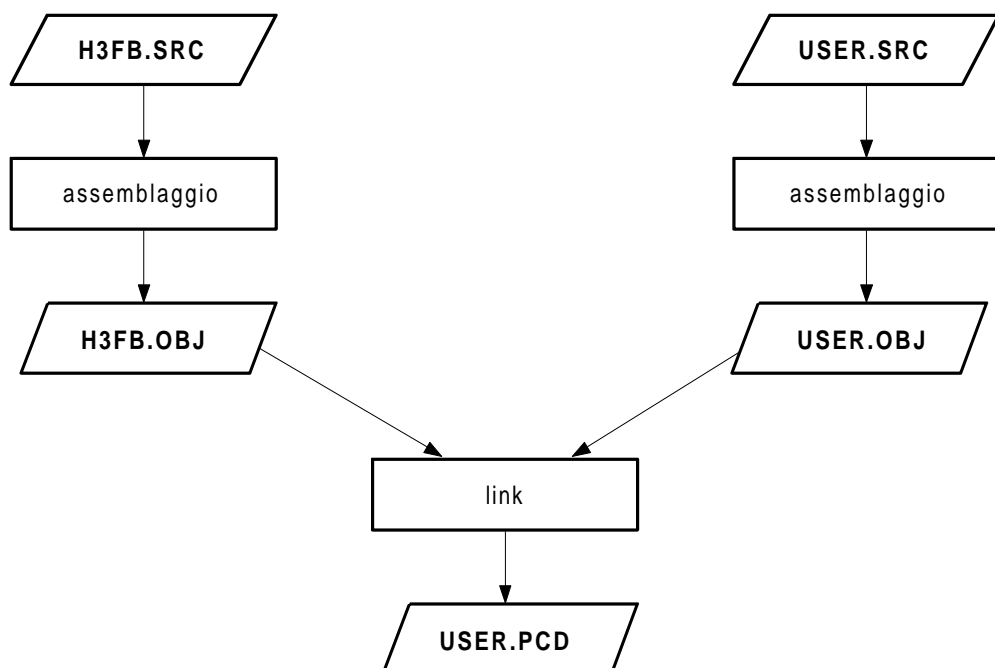 H3FB.SRC
USER.SRC
assemblaggio
assemblaggio
H3FB.OBJ
USER.OBJ
link
USER.PCD